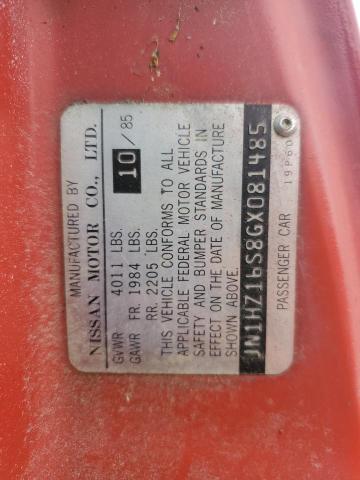 MANUFACTURED BY
NISSAN MOTOR CO., LTD.
10/85
GVWR 4011 LBS.
GAWR FR. 1984 LBS.
RR. 2205 LBS.
THIS VEHICLE CONFORMS TO ALL
APPLICABLE FEDERAL MOTOR VEHICLE
SAFETY AND BUMPER STANDARDS IN
EFFECT ON THE DATE OF MANUFACTURE
SHOWN ABOVE.
JN1HZ16S8GX081485
PASSENGER CAR
19P60